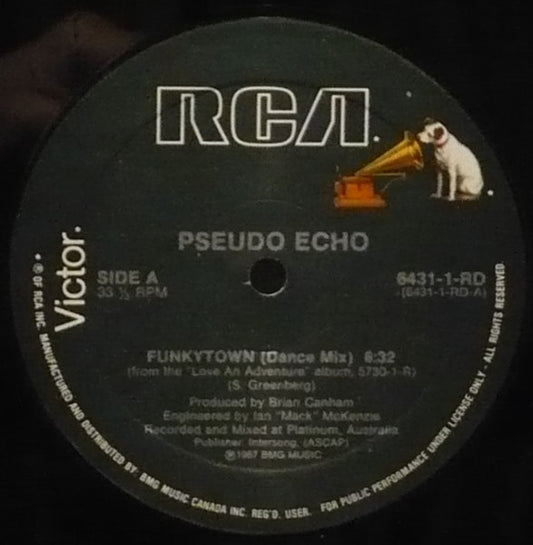 RCA
Victor.
PSEUDO ECHO
SIDE A
33 ⅓ RPM
6431-1-RD
(6431-1-RD-A)
FUNKYTOWN (Dance Mix) 6:32
(from the "Love An Adventure" album, 5730-1-R)
(S. Greenberg)
Produced by Brian Canham
Engineered by Ian "Mack" McKenzie
Recorded and Mixed at Platinum, Australia
Publisher: Intersong, (ASCAP)
℗1987 BMG MUSIC
• ® OF RCA INC. MANUFACTURED AND DISTRIBUTED BY: BMG MUSIC CANADA INC. REG'D. USER. FOR PUBLIC PERFORMANCE UNDER LICENSE ONLY - ALL RIGHTS RESERVED